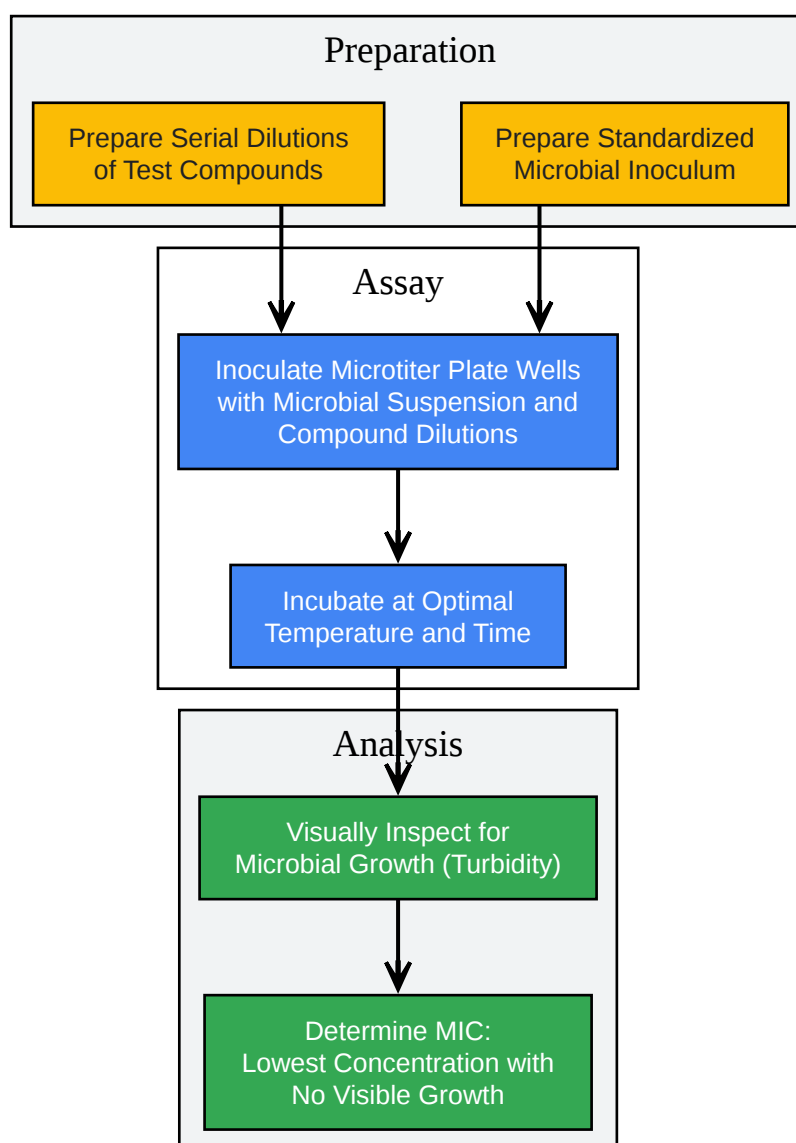 Preparation
Prepare Serial Dilutions
of Test Compounds
Prepare Standardized
Microbial Inoculum
Assay
Inoculate Microtiter Plate Wells
with Microbial Suspension and
Compound Dilutions
Incubate at Optimal
Temperature and Time
Analysis
Visually Inspect for
Microbial Growth (Turbidity)
Determine MIC:
Lowest Concentration with
No Visible Growth